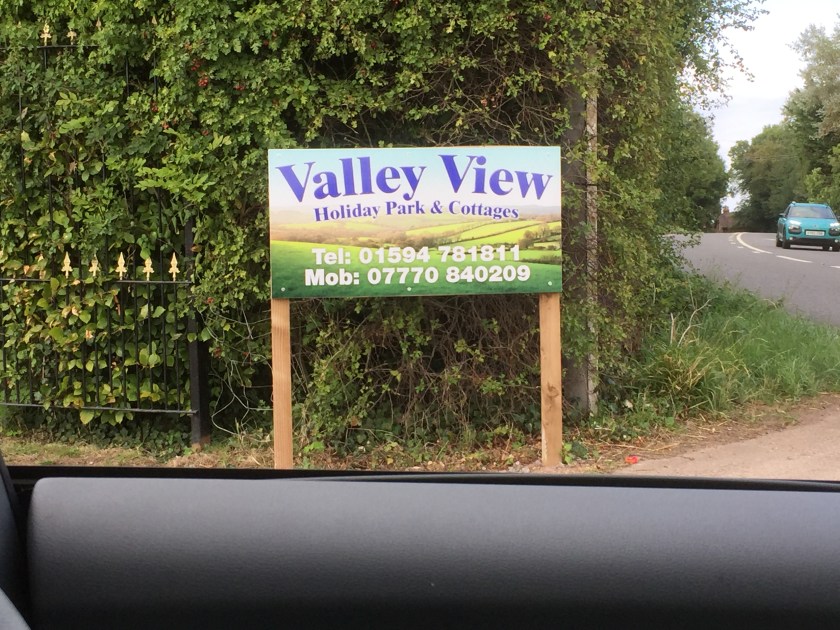 Valley View
Holiday Park & Cottages
Tel: 01594 781811
Mob: 07770 840209